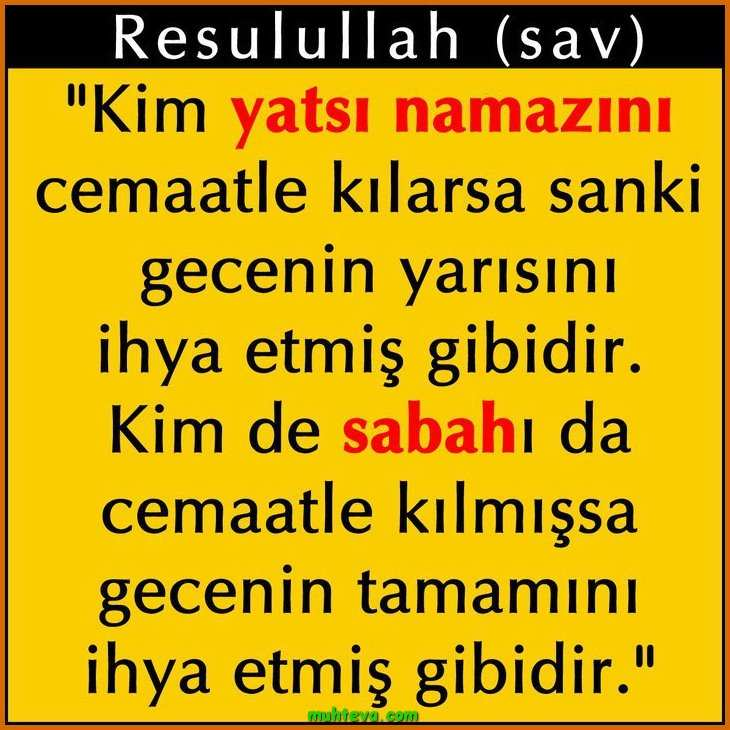 Resulullah (sav)
"Kim yatsı namazını
cemaatle kılarsa sanki
gecenin yarısını
ihya etmiş gibidir.
Kim de sabahı da
cemaatle kılmışsa
gecenin tamamını
ihya etmiş gibidir."
muhteva.com